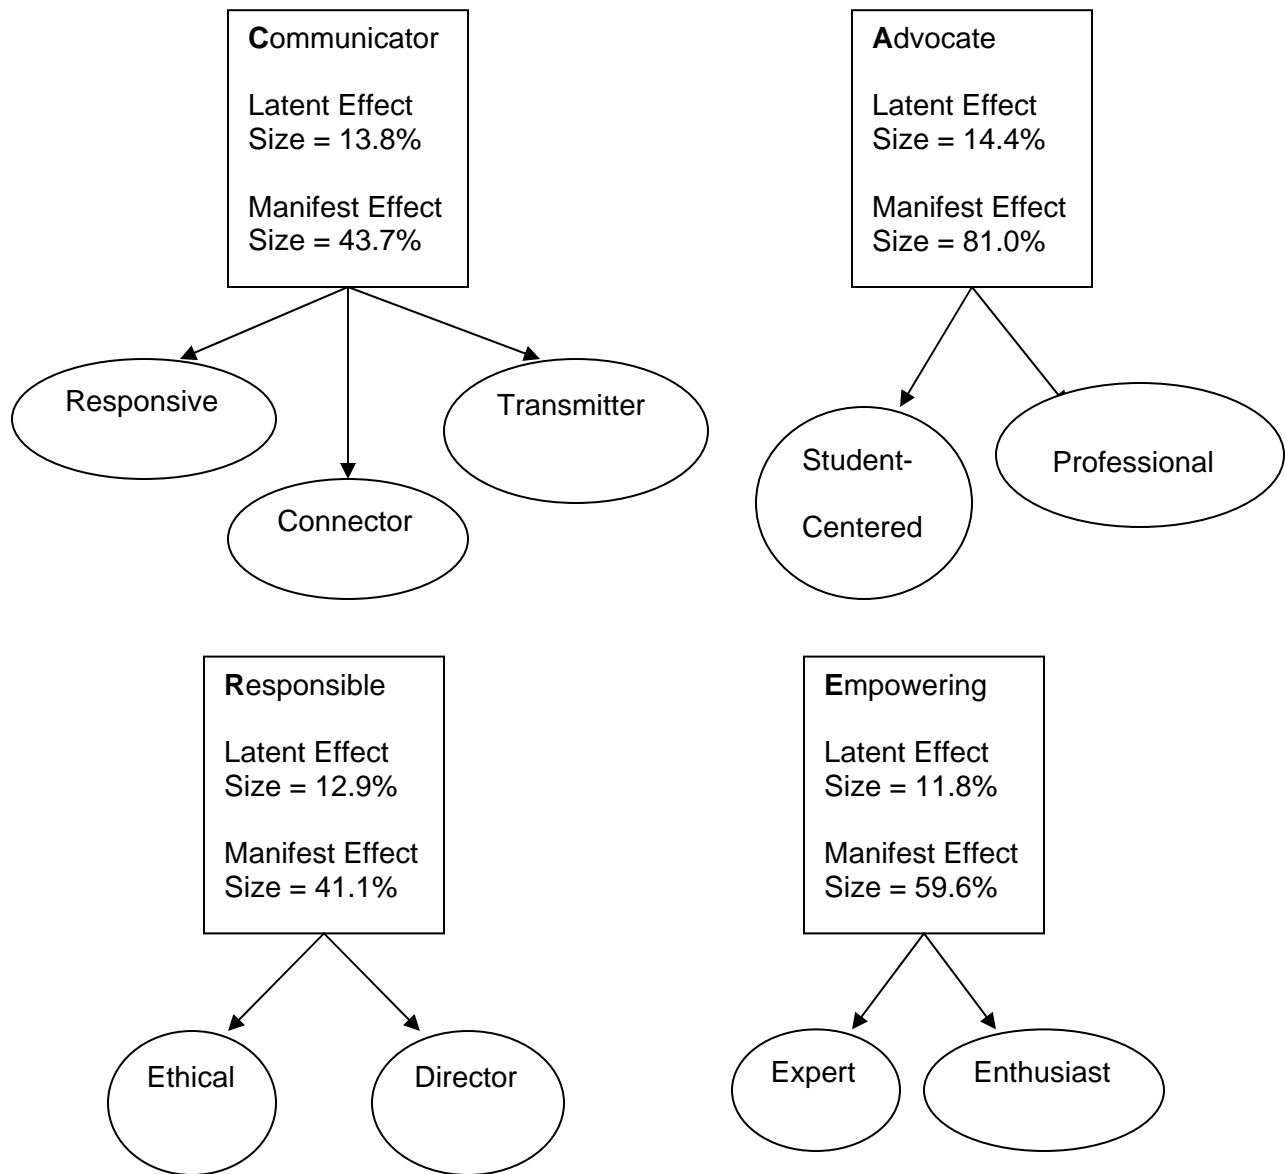 Communicator
Latent Effect
Size = 13.8%
Manifest Effect
Size = 43.7%
Responsive
Connector
Transmitter
Advocate
Latent Effect
Size = 14.4%
Manifest Effect
Size = 81.0%
Student-
Centered
Professional
Responsible
Latent Effect
Size = 12.9%
Manifest Effect
Size = 41.1%
Ethical
Director
Empowering
Latent Effect
Size = 11.8%
Manifest Effect
Size = 59.6%
Expert
Enthusiast